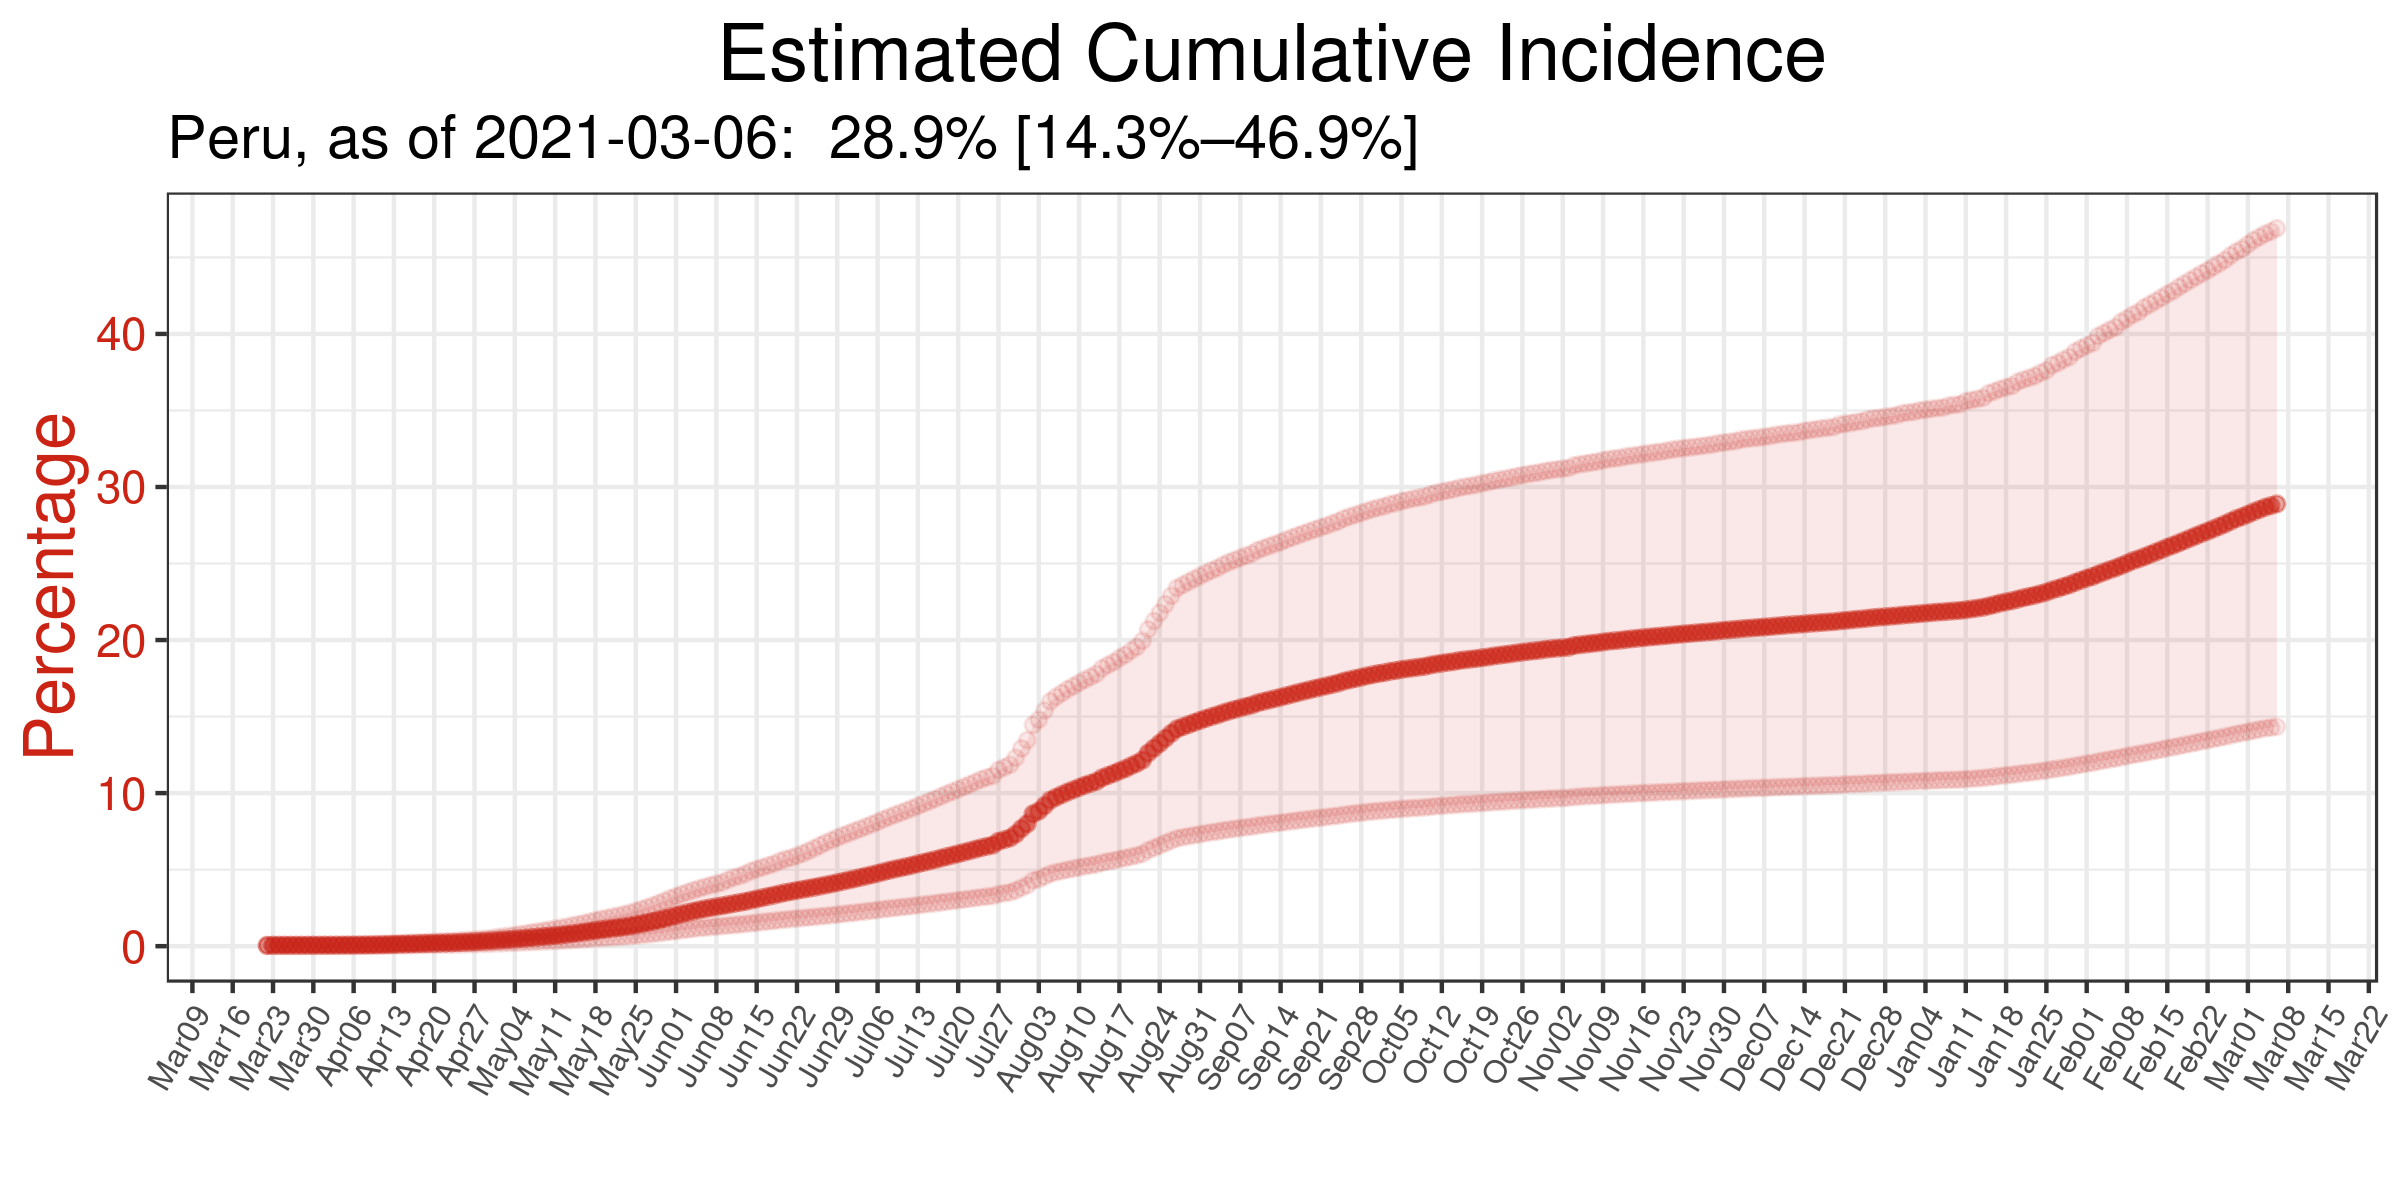 Estimated Cumulative Incidence
Peru, as of 2021-03-06:  28.9% [14.3%–46.9%]
Percentage
40
30
20
10
0
Mar09
Mar16
Mar23
Mar30
Apr06
Apr13
Apr20
Apr27
May04
May11
May18
May25
Jun01
Jun08
Jun15
Jun22
Jun29
Jul06
Jul13
Jul20
Jul27
Aug03
Aug10
Aug17
Aug24
Aug31
Sep07
Sep14
Sep21
Sep28
Oct05
Oct12
Oct19
Oct26
Nov02
Nov09
Nov16
Nov23
Nov30
Dec07
Dec14
Dec21
Dec28
Jan04
Jan11
Jan18
Jan25
Feb01
Feb08
Feb15
Feb22
Mar01
Mar08
Mar15
Mar22